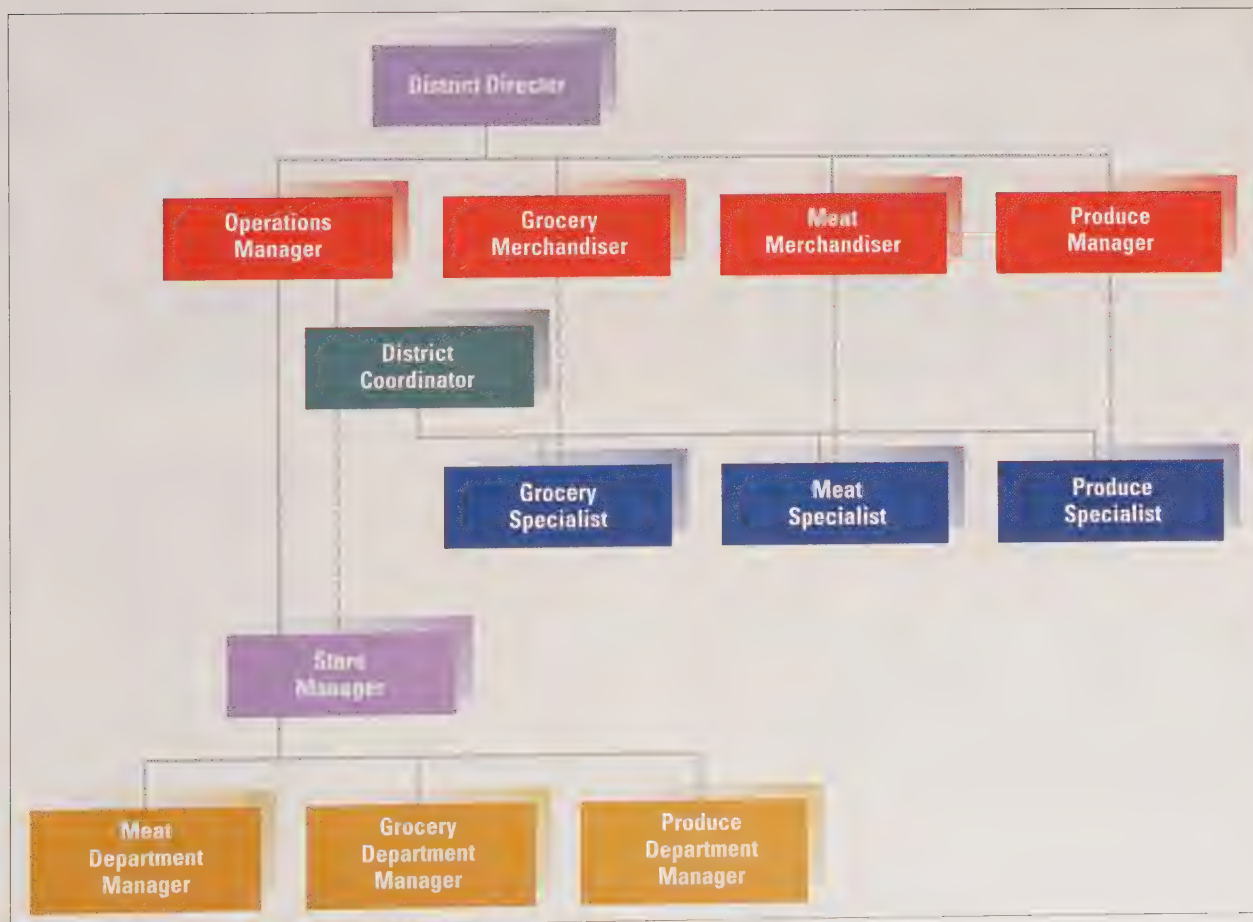 District Director
Operations
Manager
Grocery
Merchandiser
Meat
Merchandiser
Produce
Manager
District
Coordinator
Grocery
Specialist
Meat
Specialist
Produce
Specialist
Store
Manager
Meat
Department
Manager
Grocery
Department
Manager
Produce
Department
Manager